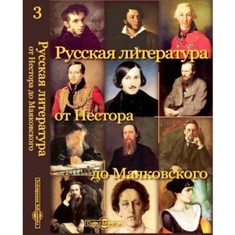 3
Русская литература
от Нестора до Маяковского
Русская литература
от Нестора
до Маяковского